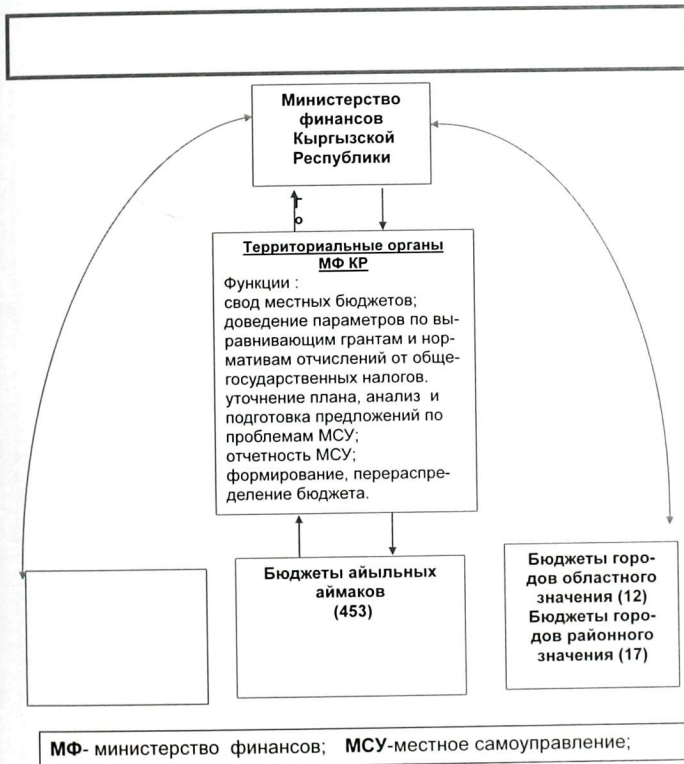 Министерство
финансов
Кыргызской
Республики
Г
о
Территориальные органы
МФ КР
Функции :
свод местных бюджетов;
доведение параметров по вы-
равнивающим грантам и нор-
мативам отчислений от обще-
государственных налогов.
уточнение плана, анализ и
подготовка предложений по
проблемам МСУ;
отчетность МСУ;
формирование, перераспре-
деление бюджета.
Бюджеты айыльных
аймаков
(453)
Бюджеты горо-
дов областного
значения (12)
Бюджеты горо-
дов районного
значения (17)
МФ- министерство финансов; МСУ-местное самоуправление;